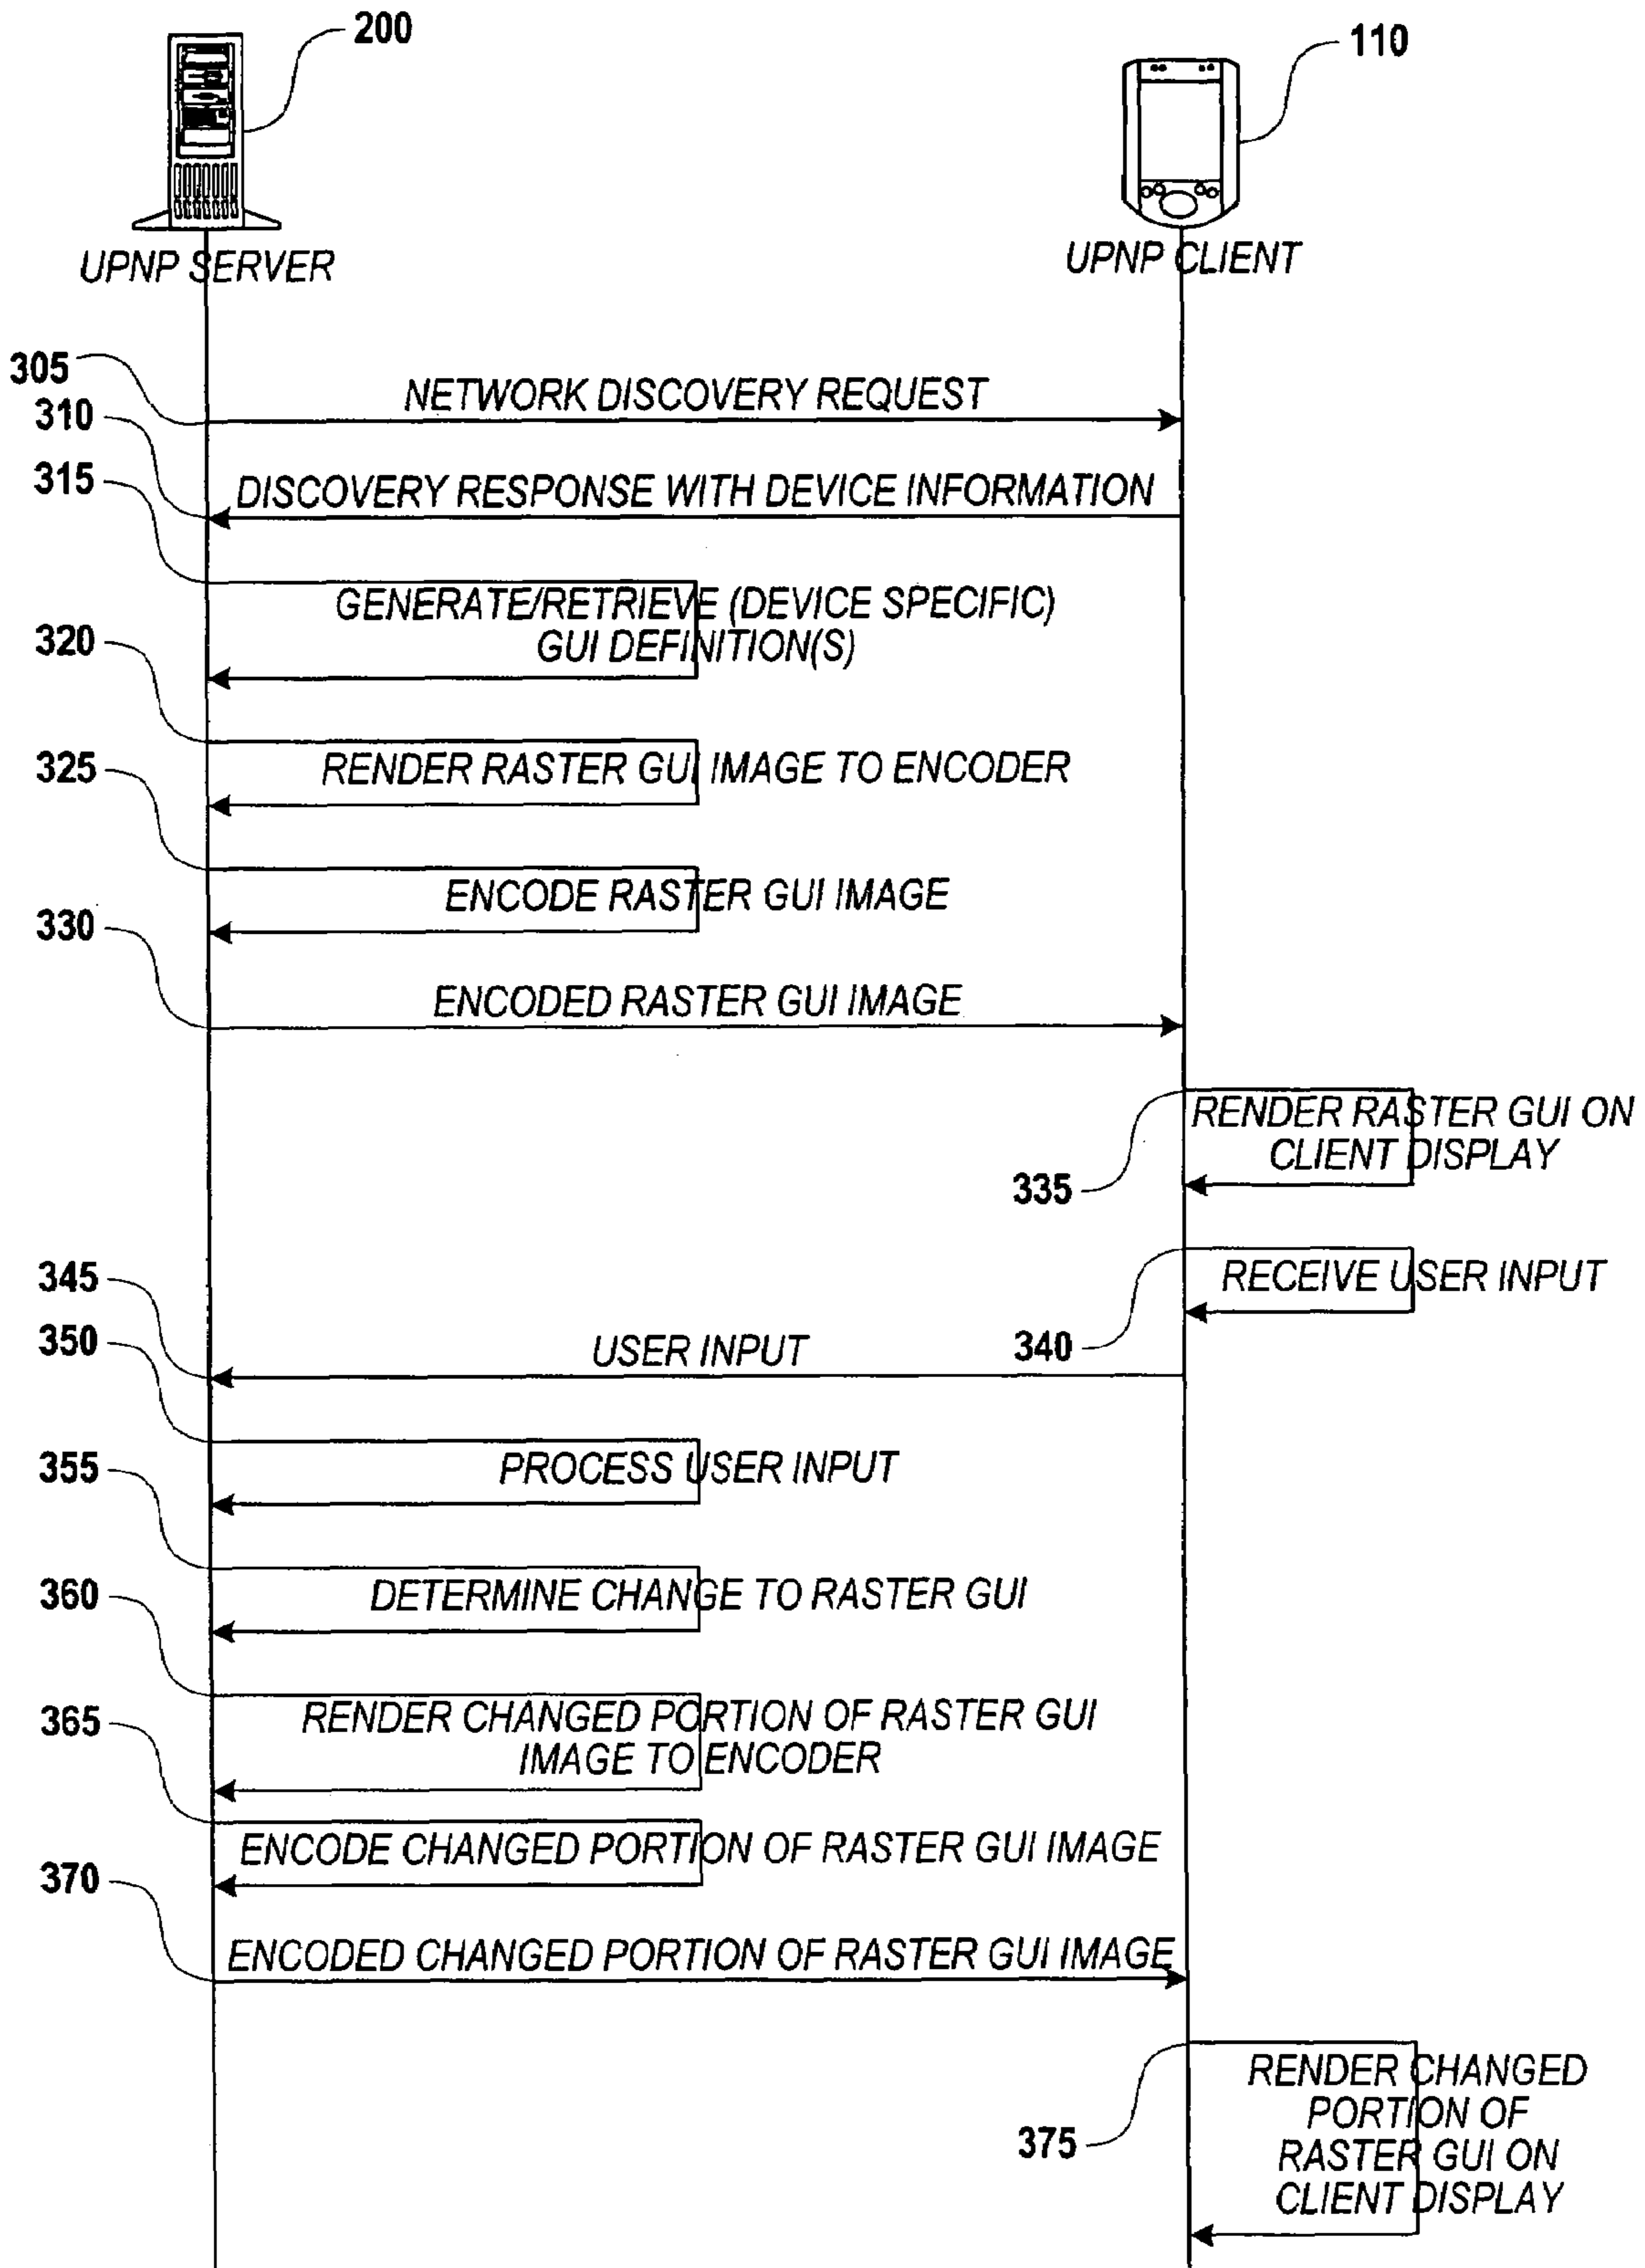 200
110
UPNP SERVER
UPNP CLIENT
305
NETWORK DISCOVERY REQUEST
310
DISCOVERY RESPONSE WITH DEVICE INFORMATION
315
GENERATE/RETRIEVE (DEVICE SPECIFIC)
GUI DEFINITION(S)
320
RENDER RASTER GUI IMAGE TO ENCODER
325
ENCODE RASTER GUI IMAGE
330
ENCODED RASTER GUI IMAGE
RENDER RASTER GUI ON
CLIENT DISPLAY
335
RECEIVE USER INPUT
340
345
USER INPUT
350
PROCESS USER INPUT
355
DETERMINE CHANGE TO RASTER GUI
360
RENDER CHANGED PORTION OF RASTER GUI
IMAGE TO ENCODER
365
ENCODE CHANGED PORTION OF RASTER GUI IMAGE
370
ENCODED CHANGED PORTION OF RASTER GUI IMAGE
RENDER CHANGED
PORTION OF
RASTER GUI ON
CLIENT DISPLAY
375